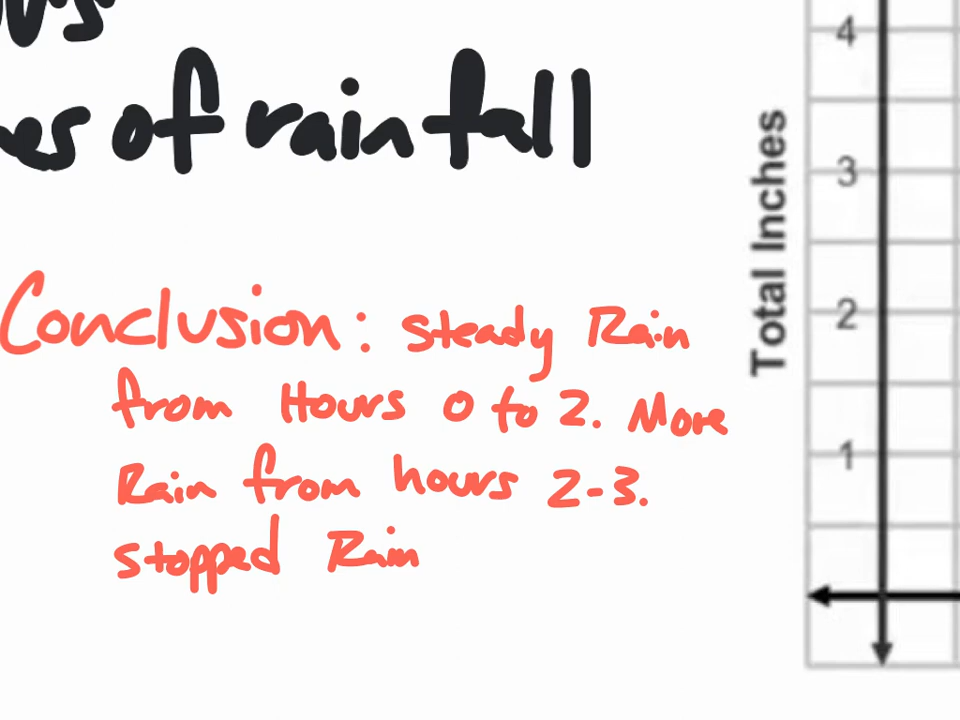 of rainfall
Conclusion: steady Rain
from Hours 0 to 2. More
Rain from hours 2-3.
stopped Rain
Total Inches
4
3
2
1